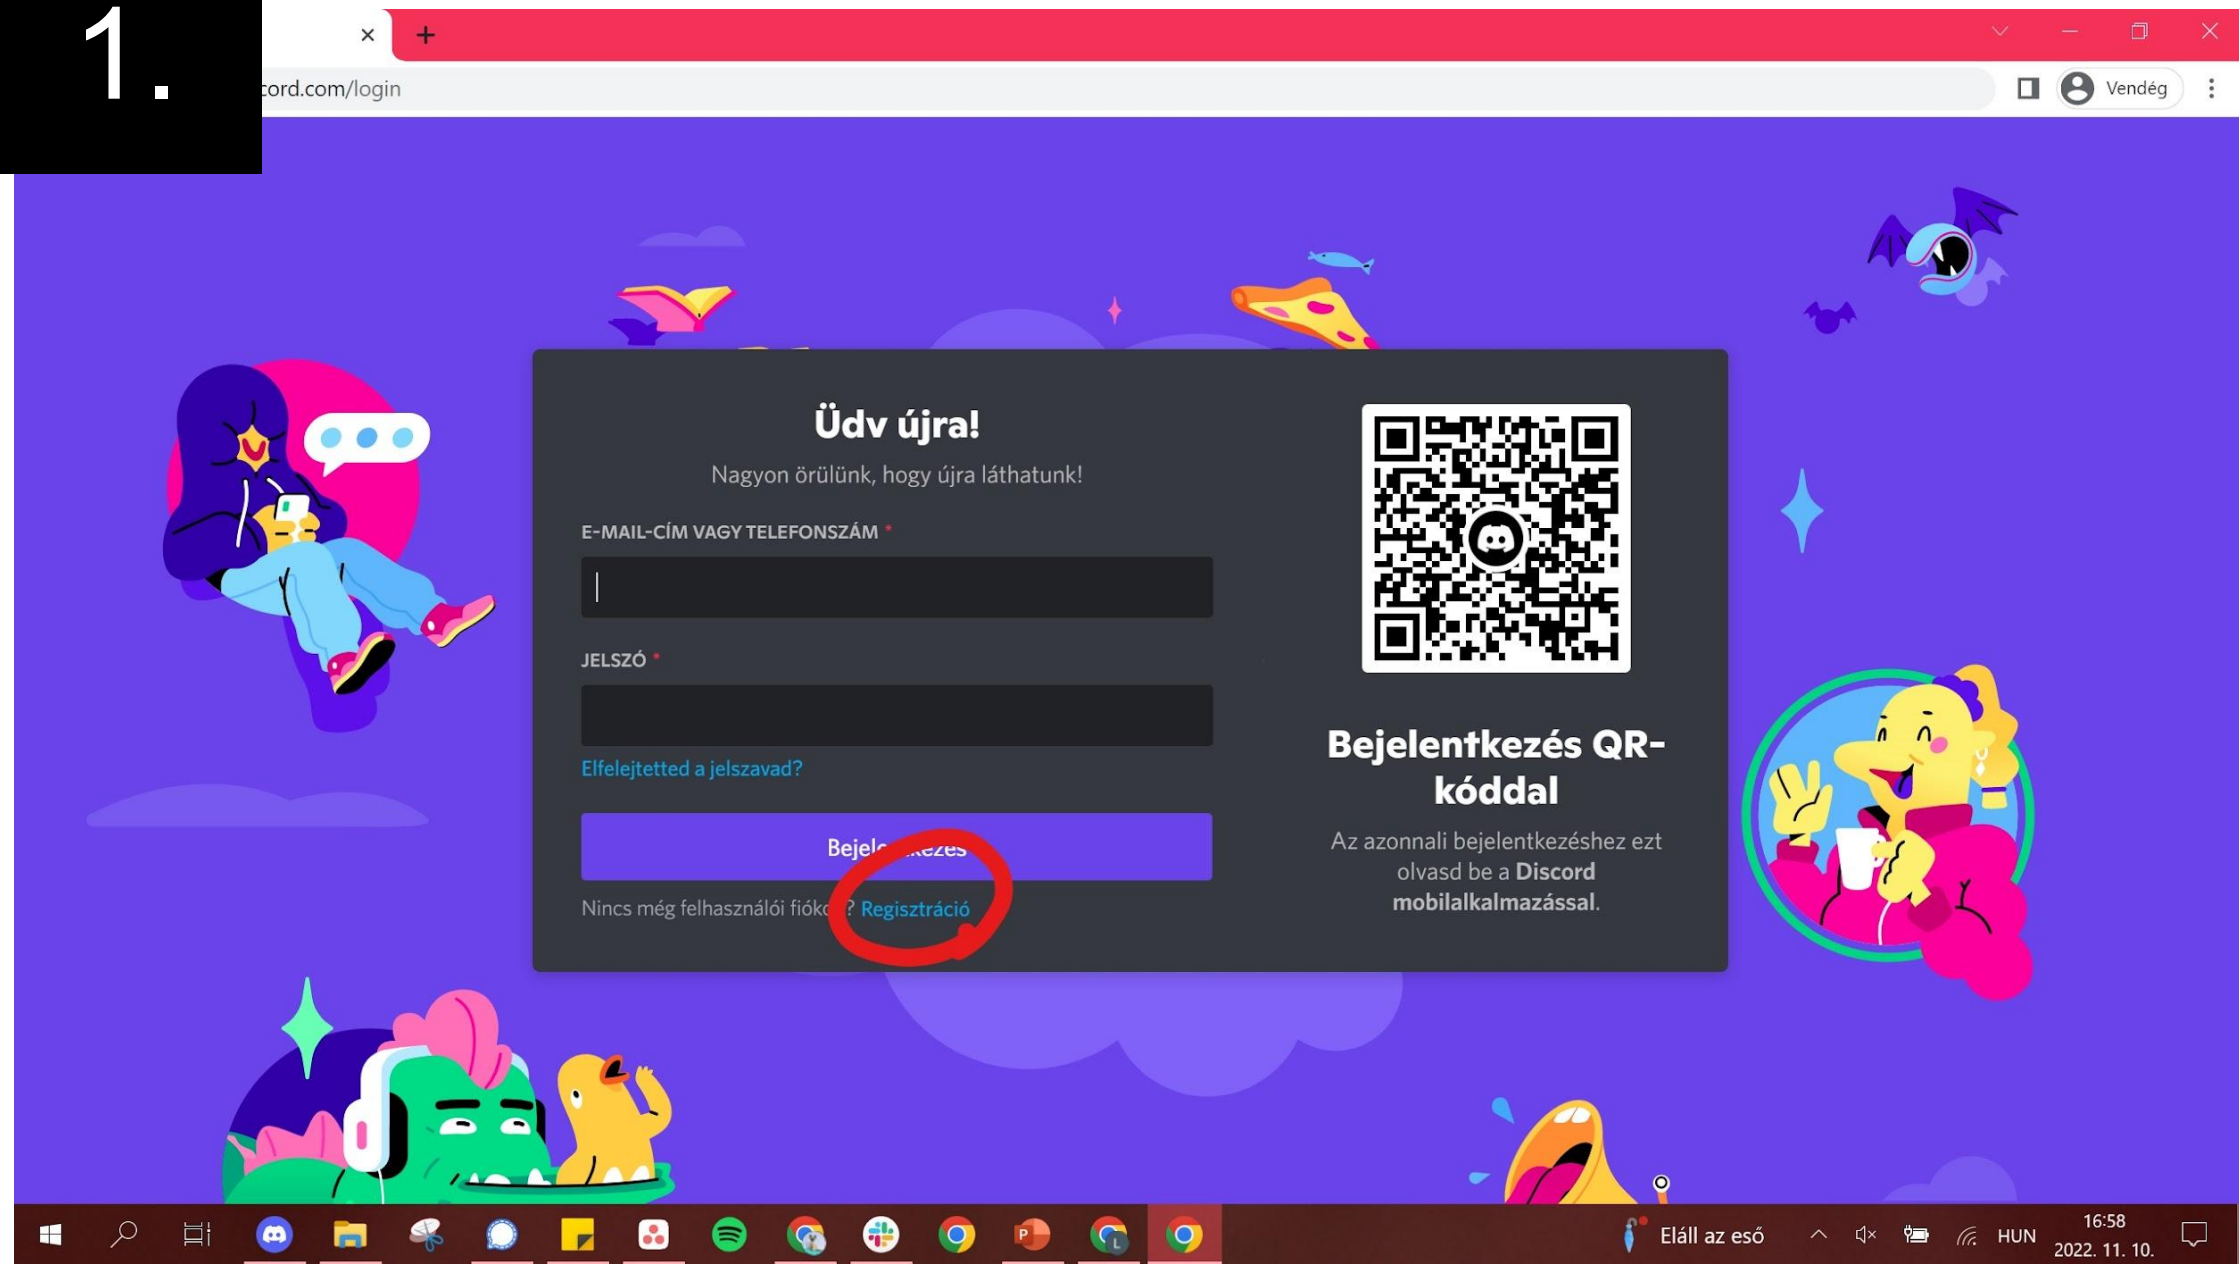 1.
cord.com/login
Vendég
Üdv újra!
Nagyon örülünk, hogy újra láthatunk!
E-MAIL-CÍM VAGY TELEFONSZÁM *
JELSZÓ *
Elfelejtetted a jelszavad?
Bejelentkezés
Nincs még felhasználói fiókod? Regisztráció
Bejelentkezés QR-
kóddal
Az azonnali bejelentkezéshez ezt
olvasd be a Discord
mobilalkalmazással.
Eláll az eső
HUN
16:58
2022. 11. 10.